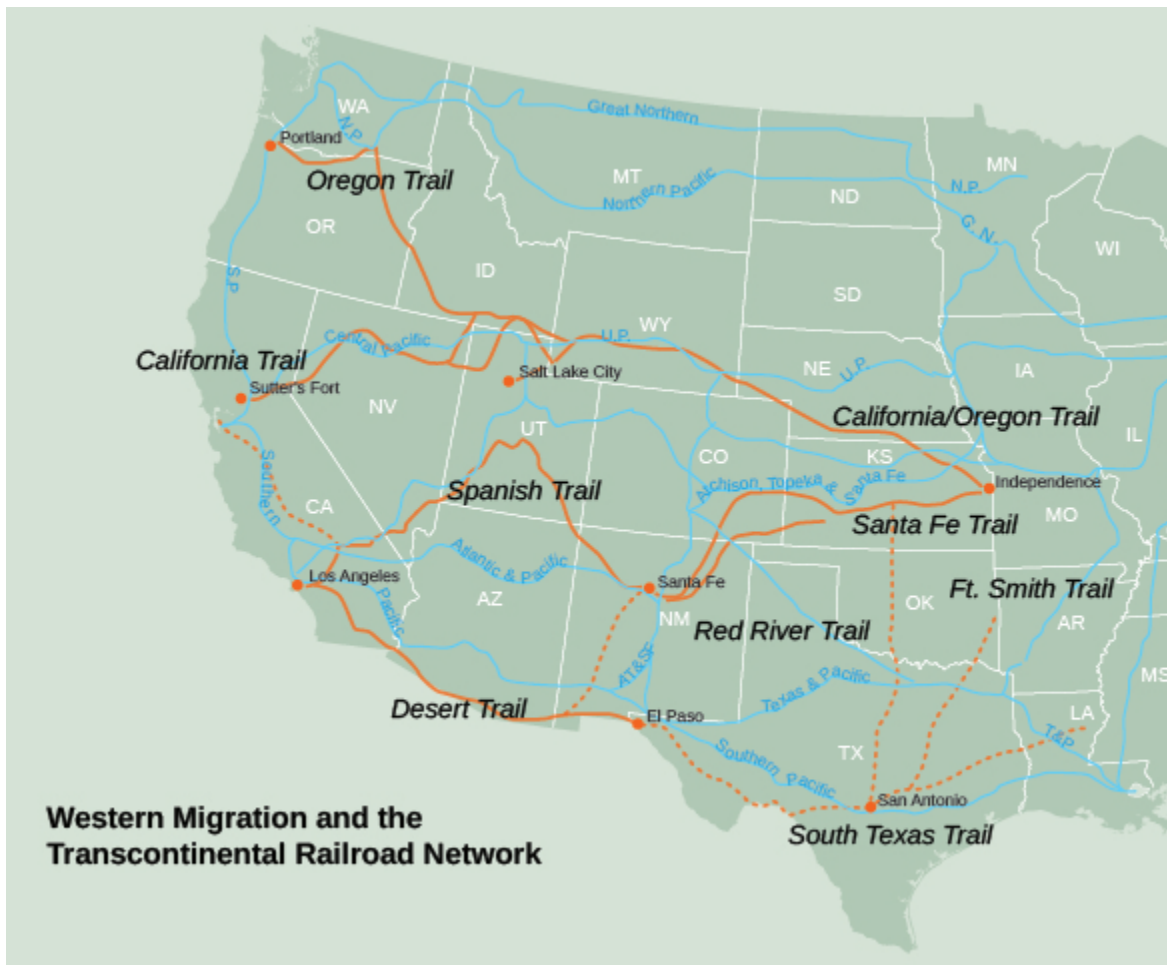 Great Northern
WA
N.P.
Portland
MN
Oregon Trail
MT
Northern Pacific
N.P.
ND
G. N.
OR
WI
S.P
ID
SD
WY
Central Pacific
U.P.
California Trail
Salt Lake City
NE
U.P.
IA
Sutter's Fort
NV
California/Oregon Trail
UT
IL
CO
KS
Southern
Atchison, Topeka & Santa Fe
Independence
Spanish Trail
CA
Santa Fe Trail
MO
Atlantic & Pacific
Los Angeles
Santa Fe
Ft. Smith Trail
AZ
OK
Pacific
NM
Red River Trail
AR
AT&SF
MS
Texas & Pacific
Desert Trail
El Paso
LA
T&P
TX
Southern Pacific
San Antonio
Western Migration and the
Transcontinental Railroad Network
South Texas Trail